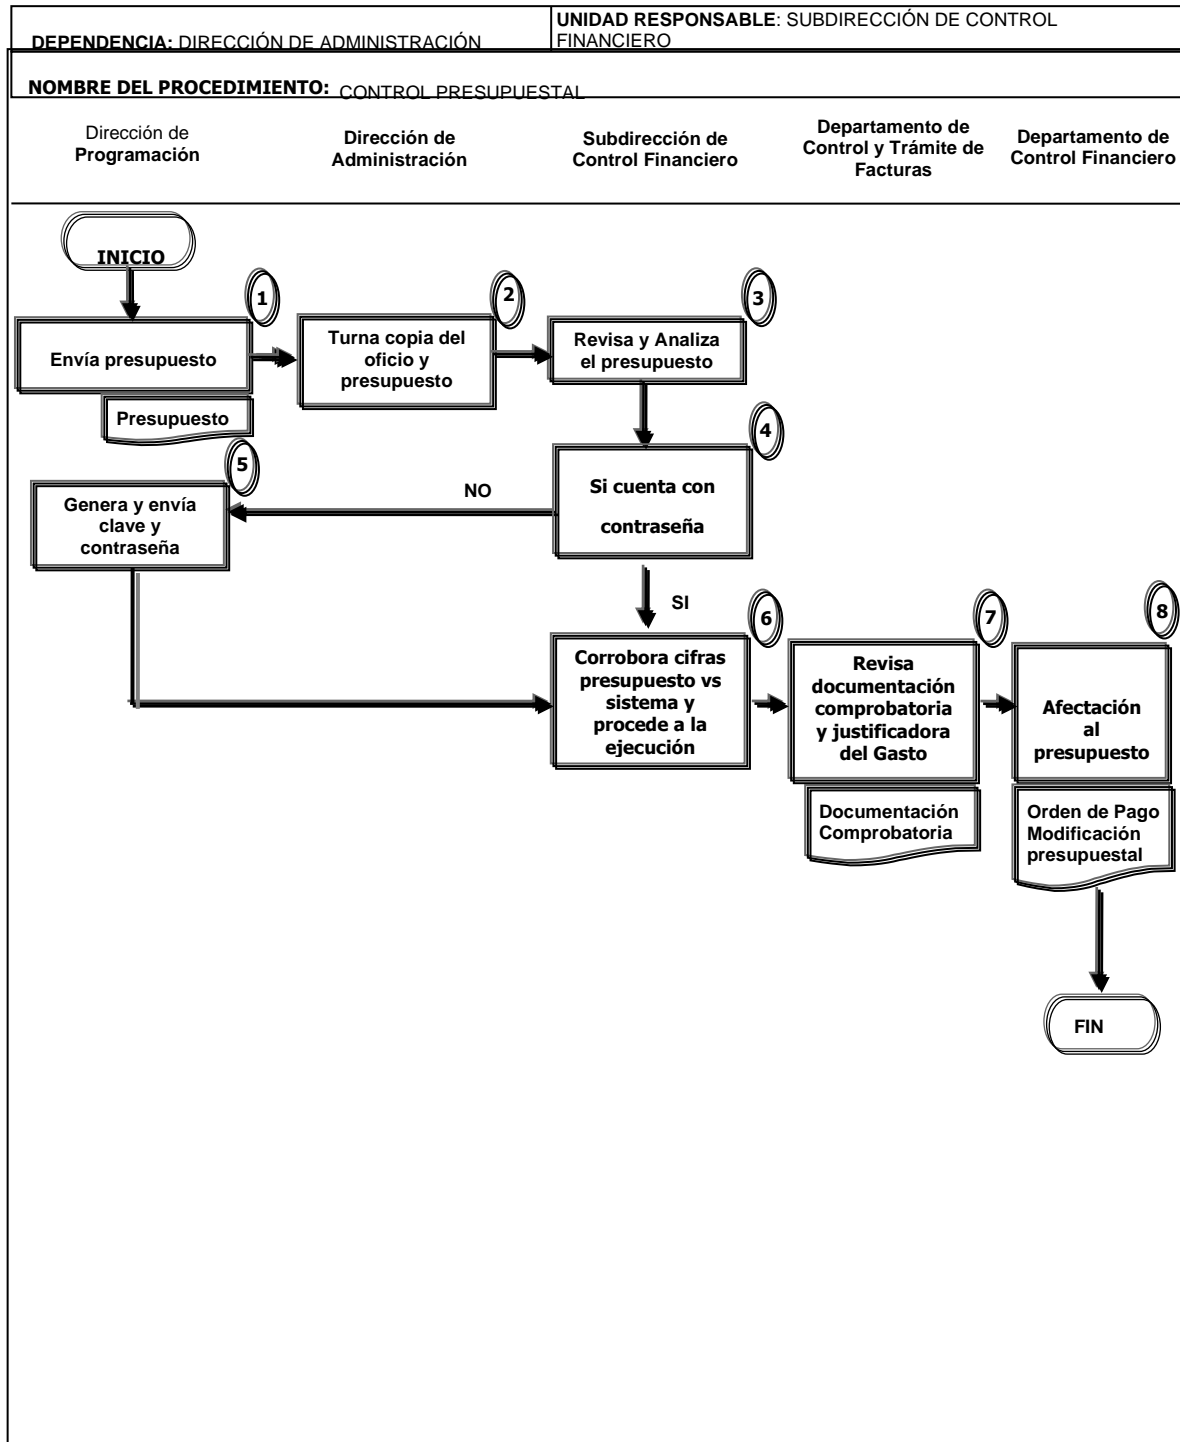 DEPENDENCIA: DIRECCIÓN DE ADMINISTRACIÓN
UNIDAD RESPONSABLE: SUBDIRECCIÓN DE CONTROL
FINANCIERO
NOMBRE DEL PROCEDIMIENTO: CONTROL PRESUPUESTAL
Dirección de
Programación
Dirección de
Administración
Subdirección de
Control Financiero
Departamento de
Control y Trámite de
Facturas
Departamento de
Control Financiero
INICIO
1
Envía presupuesto
Presupuesto
2
Turna copia del
oficio y
presupuesto
3
Revisa y Analiza
el presupuesto
4
Si cuenta con
contraseña
NO
5
Genera y envía
clave y
contraseña
SI
6
Corrobora cifras
presupuesto vs
sistema y
procede a la
ejecución
7
Revisa
documentación
comprobatoria
y justificadora
del Gasto
Documentación
Comprobatoria
8
Afectación
al
presupuesto
Orden de Pago
Modificación
presupuestal
FIN